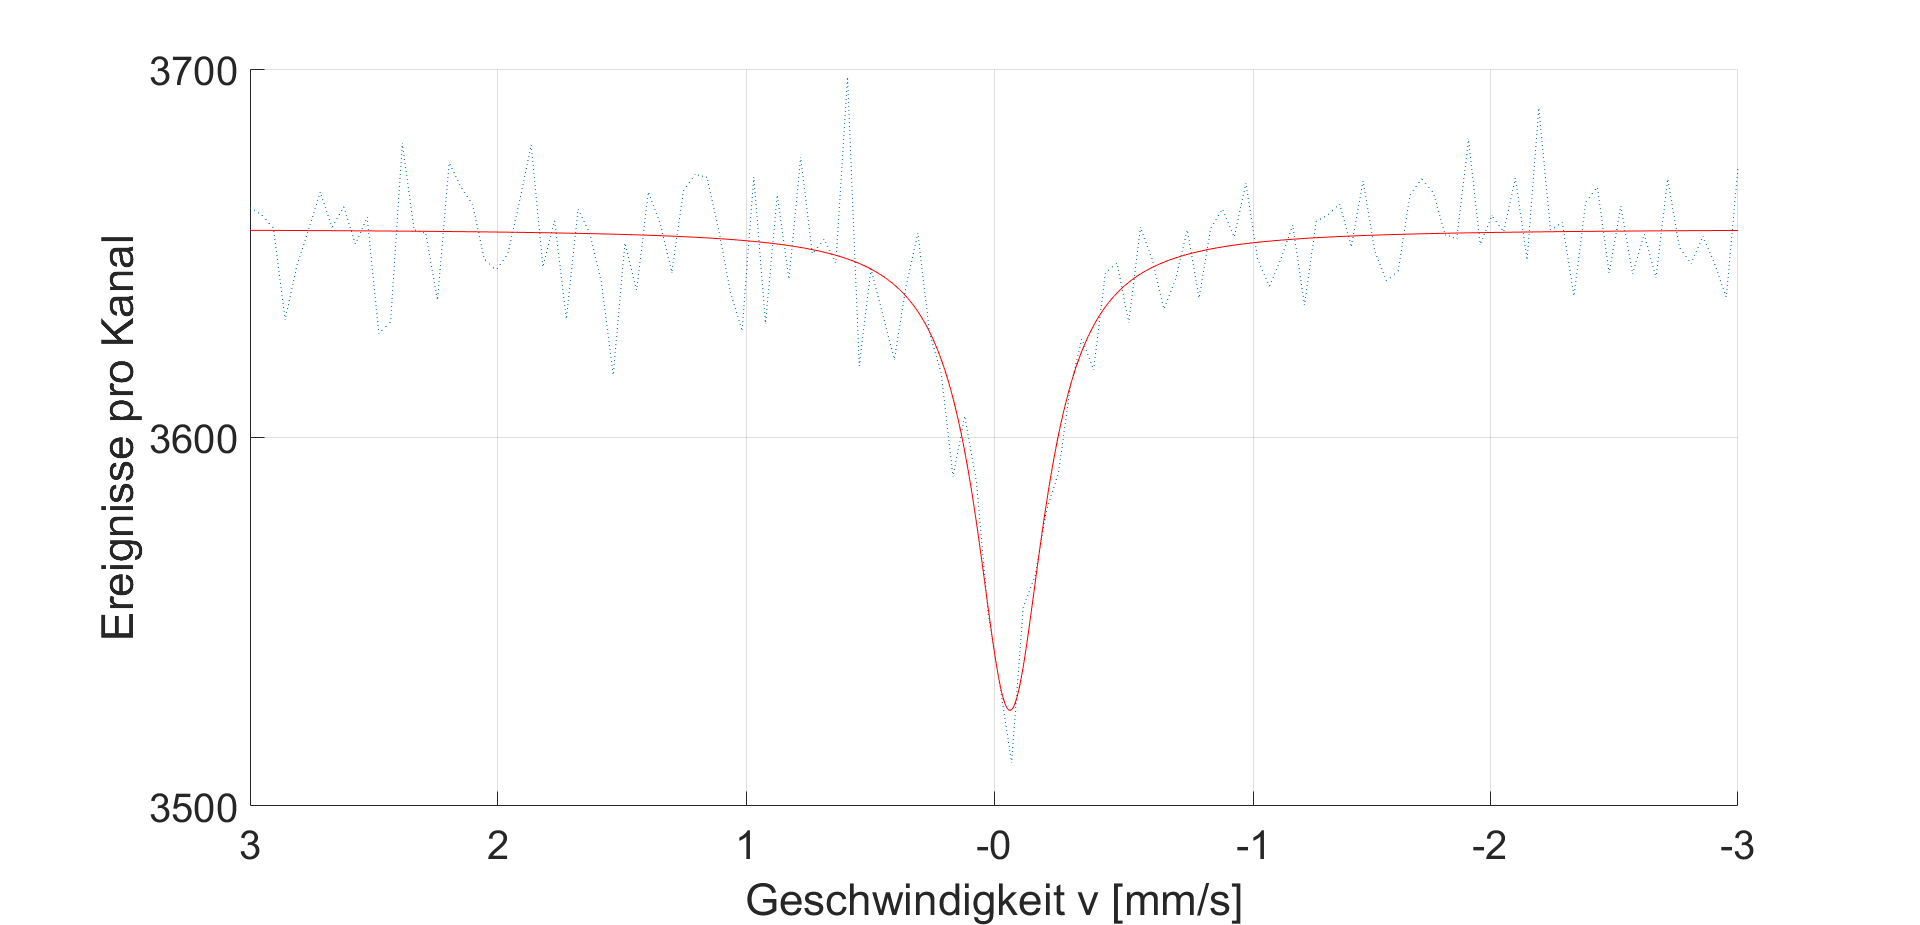 3700
3600
3500
Ereignisse pro Kanal
3 2 1 -0 -1 -2 -3
Geschwindigkeit v [mm/s]